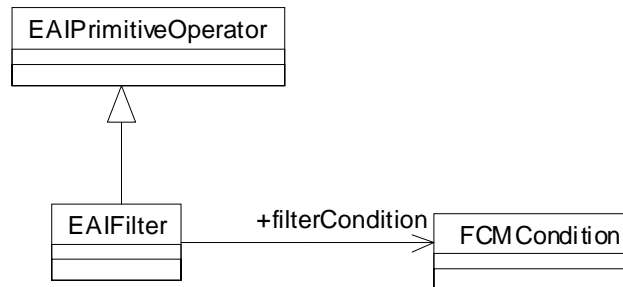 EAIPrimitiveOperator
EAIFilter
+filterCondition
FCMCondition